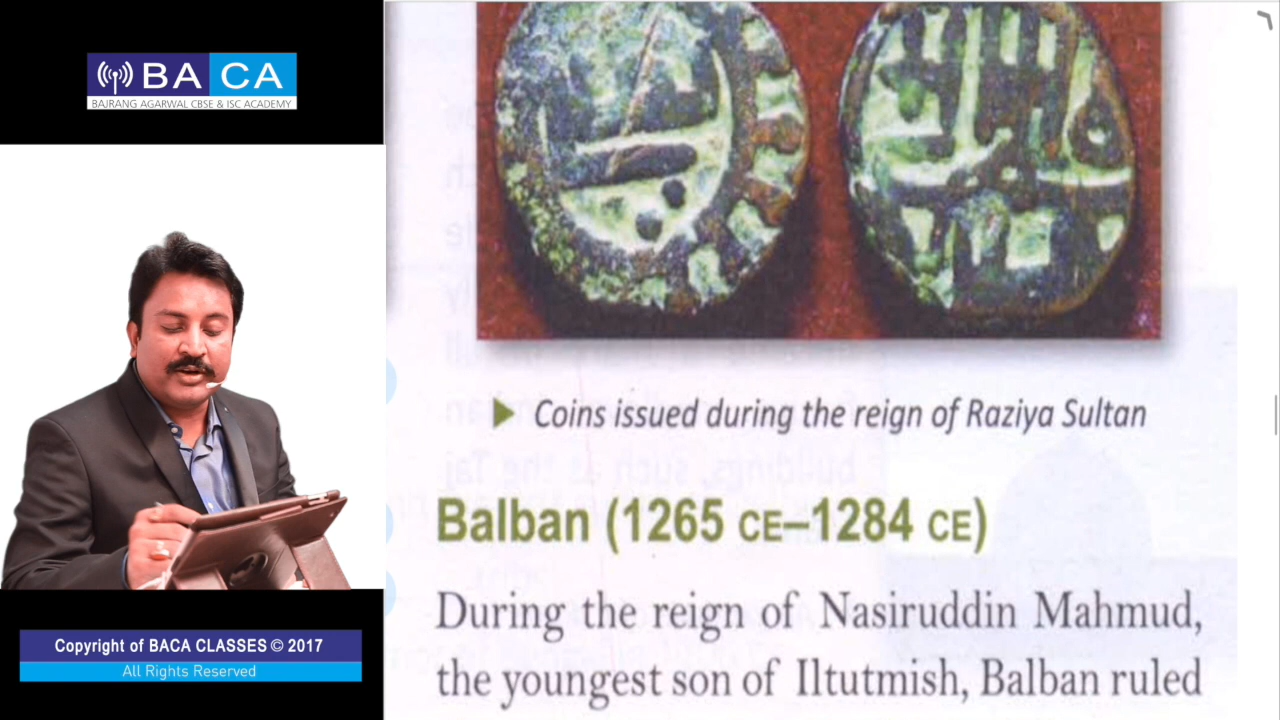 BACA
BAJRANG AGARWAL CBSE & ISC ACADEMY
Coins issued during the reign of Raziya Sultan
Balban (1265 CE–1284 CE)
During the reign of Nasiruddin Mahmud,
the youngest son of Iltutmish, Balban ruled
Copyright of BACA CLASSES © 2017
All Rights Reserved